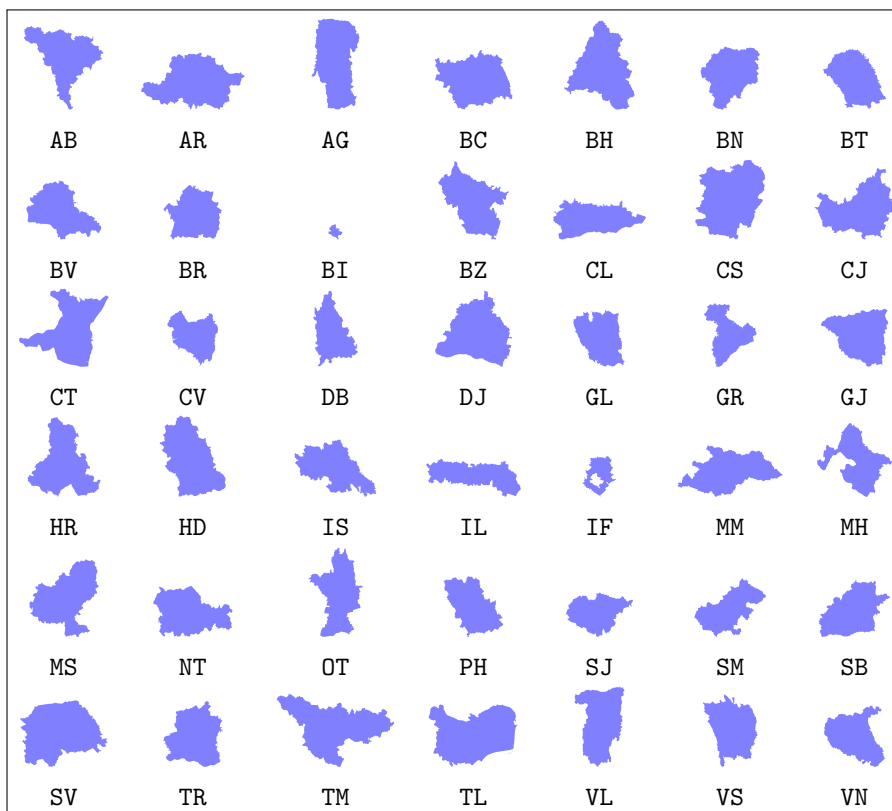 AB AR AG BC BH BN BT
BV BR BI BZ CL CS CJ
CT CV DB DJ GL GR GJ
HR HD IS IL IF MM MH
MS NT OT PH SJ SM SB
SV TR TM TL VL VS VN